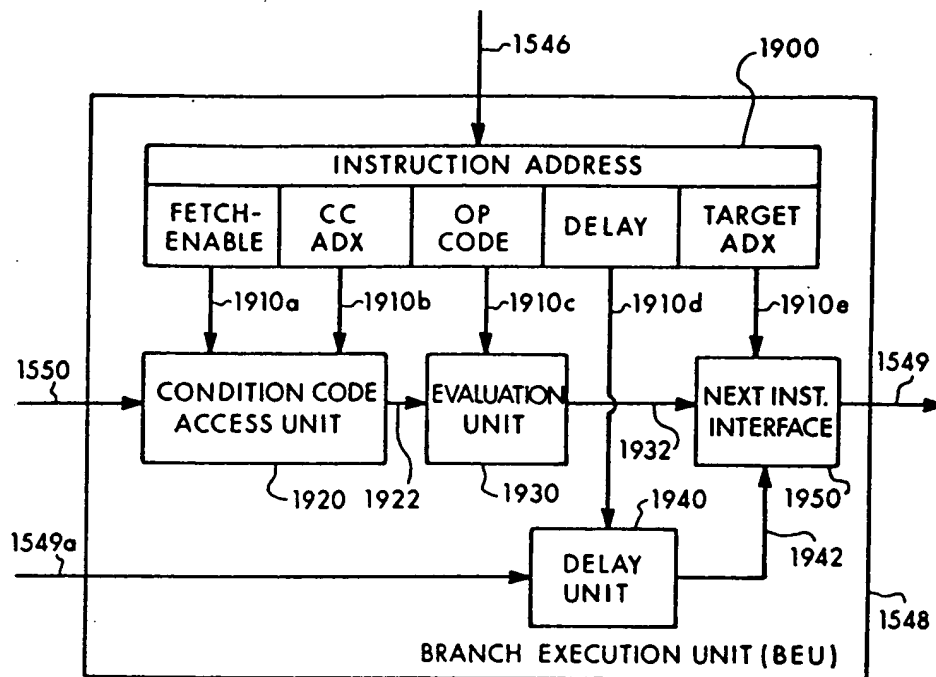 1546
1900
INSTRUCTION ADDRESS
FETCH-
ENABLE
CC
ADX
OP
CODE
DELAY
TARGET
ADX
1910a
1910b
1910c
1910d
1910e
1550
CONDITION CODE
ACCESS UNIT
EVALUATION
UNIT
NEXT INST.
INTERFACE
1549
1920
1922
1930
1932
1940
1950
1549a
DELAY
UNIT
1942
1548
BRANCH EXECUTION UNIT (BEU)